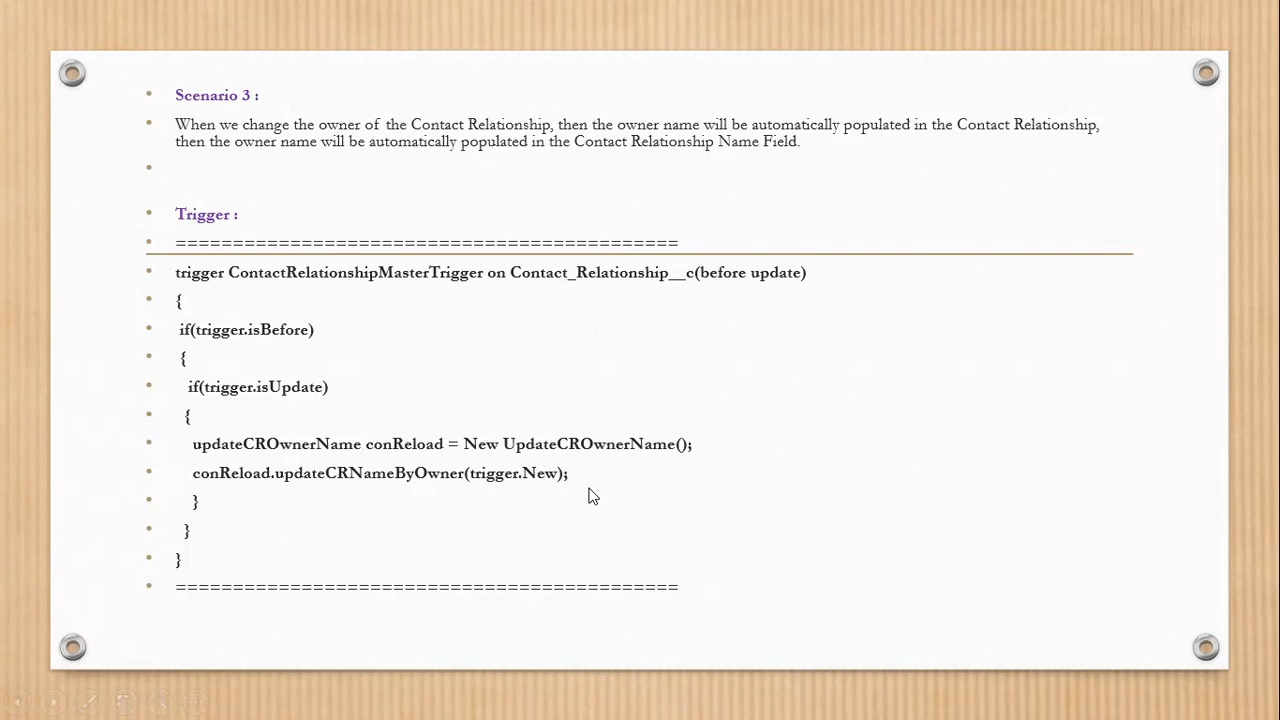 Scenario 3 :
When we change the owner of the Contact Relationship, then the owner name will be automatically populated in the Contact Relationship,
then the owner name will be automatically populated in the Contact Relationship Name Field.
Trigger :
============================================
trigger ContactRelationshipMasterTrigger on Contact_Relationship__c(before update)
{
if(trigger.isBefore)
{
if(trigger.isUpdate)
{
updateCROwnerName conReload = New UpdateCROwnerName();
conReload.updateCRNameByOwner(trigger.New);
}
}
}
============================================